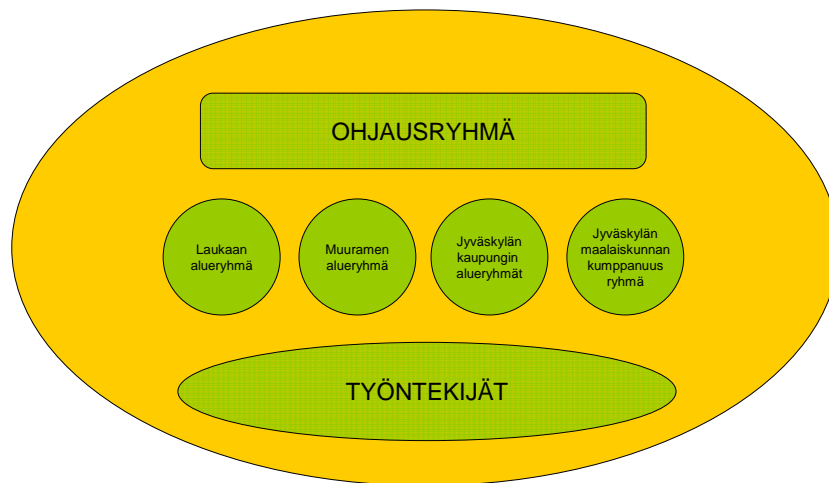 OHJAUSRYHMÄ
Laukaan
alueryhmä
Muuramen
alueryhmä
Jyväskylän
kaupungin
alueryhmät
Jyväskylän
maalaiskunnan
kumppanuus
ryhmä
TYÖNTEKIJÄT